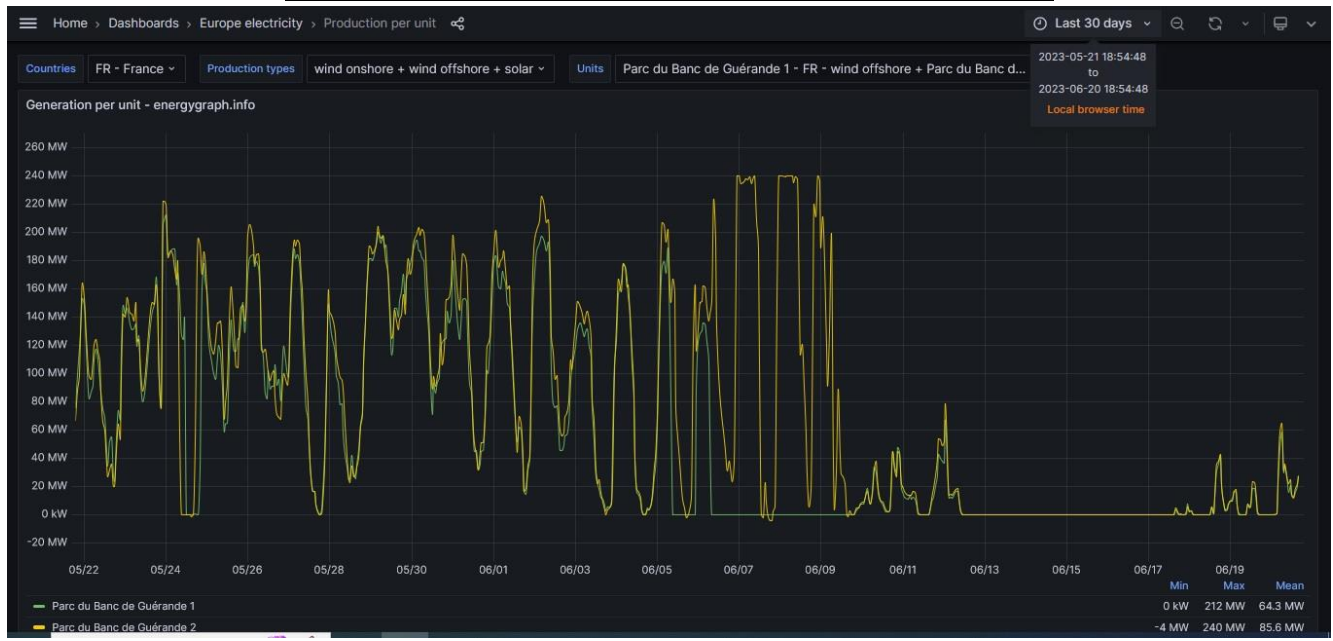 Home › Dashboards › Europe electricity › Production per unit
Last 30 days
Countries FR - France Production types wind onshore + wind offshore + solar Units Parc du Banc de Guérande 1 - FR - wind offshore + Parc du Banc d...
2023-05-21 18:54:48
to
2023-06-20 18:54:48
Local browser time
Generation per unit - energygraph.info
260 MW
240 MW
220 MW
200 MW
180 MW
160 MW
140 MW
120 MW
100 MW
80 MW
60 MW
40 MW
20 MW
0 kW
-20 MW
05/22 05/24 05/26 05/28 05/30 06/01 06/03 06/05 06/07 06/09 06/11 06/13 06/15 06/17 06/19
Min Max Mean
Parc du Banc de Guérande 1 0 kW 212 MW 64.3 MW
Parc du Banc de Guérande 2 -4 MW 240 MW 85.6 MW